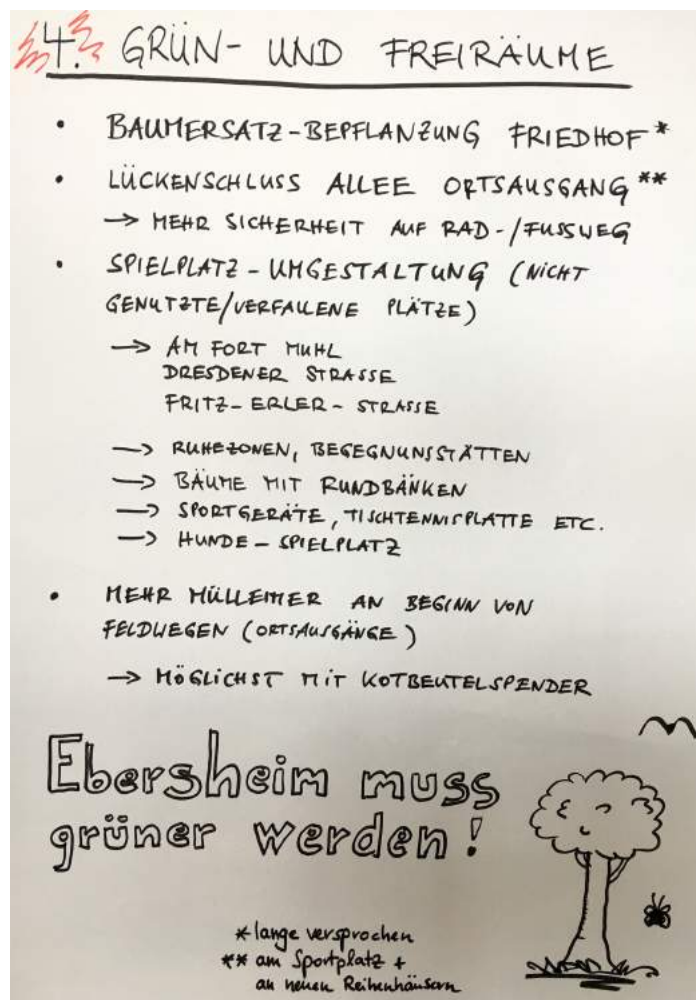 4. GRÜN- UND FREIRÄUME
• BAUMERSATZ-BEPFLANZUNG FRIEDHOF*
• LÜCKENSCHLUSS ALLEE ORTSAUSGANG**
→ MEHR SICHERHEIT AUF RAD-/FUSSWEG
• SPIELPLATZ-UMGESTALTUNG (NICHT
GENUTZTE/VERFALLENE PLÄTZE)
→ AM FORT MUHL
DRESDENER STRASSE
FRITZ-ERLER-STRASSE
→ RUHEZONEN, BEGEGNUNSSTÄTTEN
→ BÄUME MIT RUNDBÄNKEN
→ SPORTGERÄTE, TISCHTENNISPLATTE ETC.
→ HUNDE-SPIELPLATZ
• MEHR MÜLLEIMER AN BEGINN VON
FELDWEGEN (ORTSAUSGÄNGE)
→ MÖGLICHST MIT KOTBEUTELSPENDER
Ebersheim muss
grüner werden!
* lange versprochen
** am Sportplatz +
an neuen Reihenhäusern